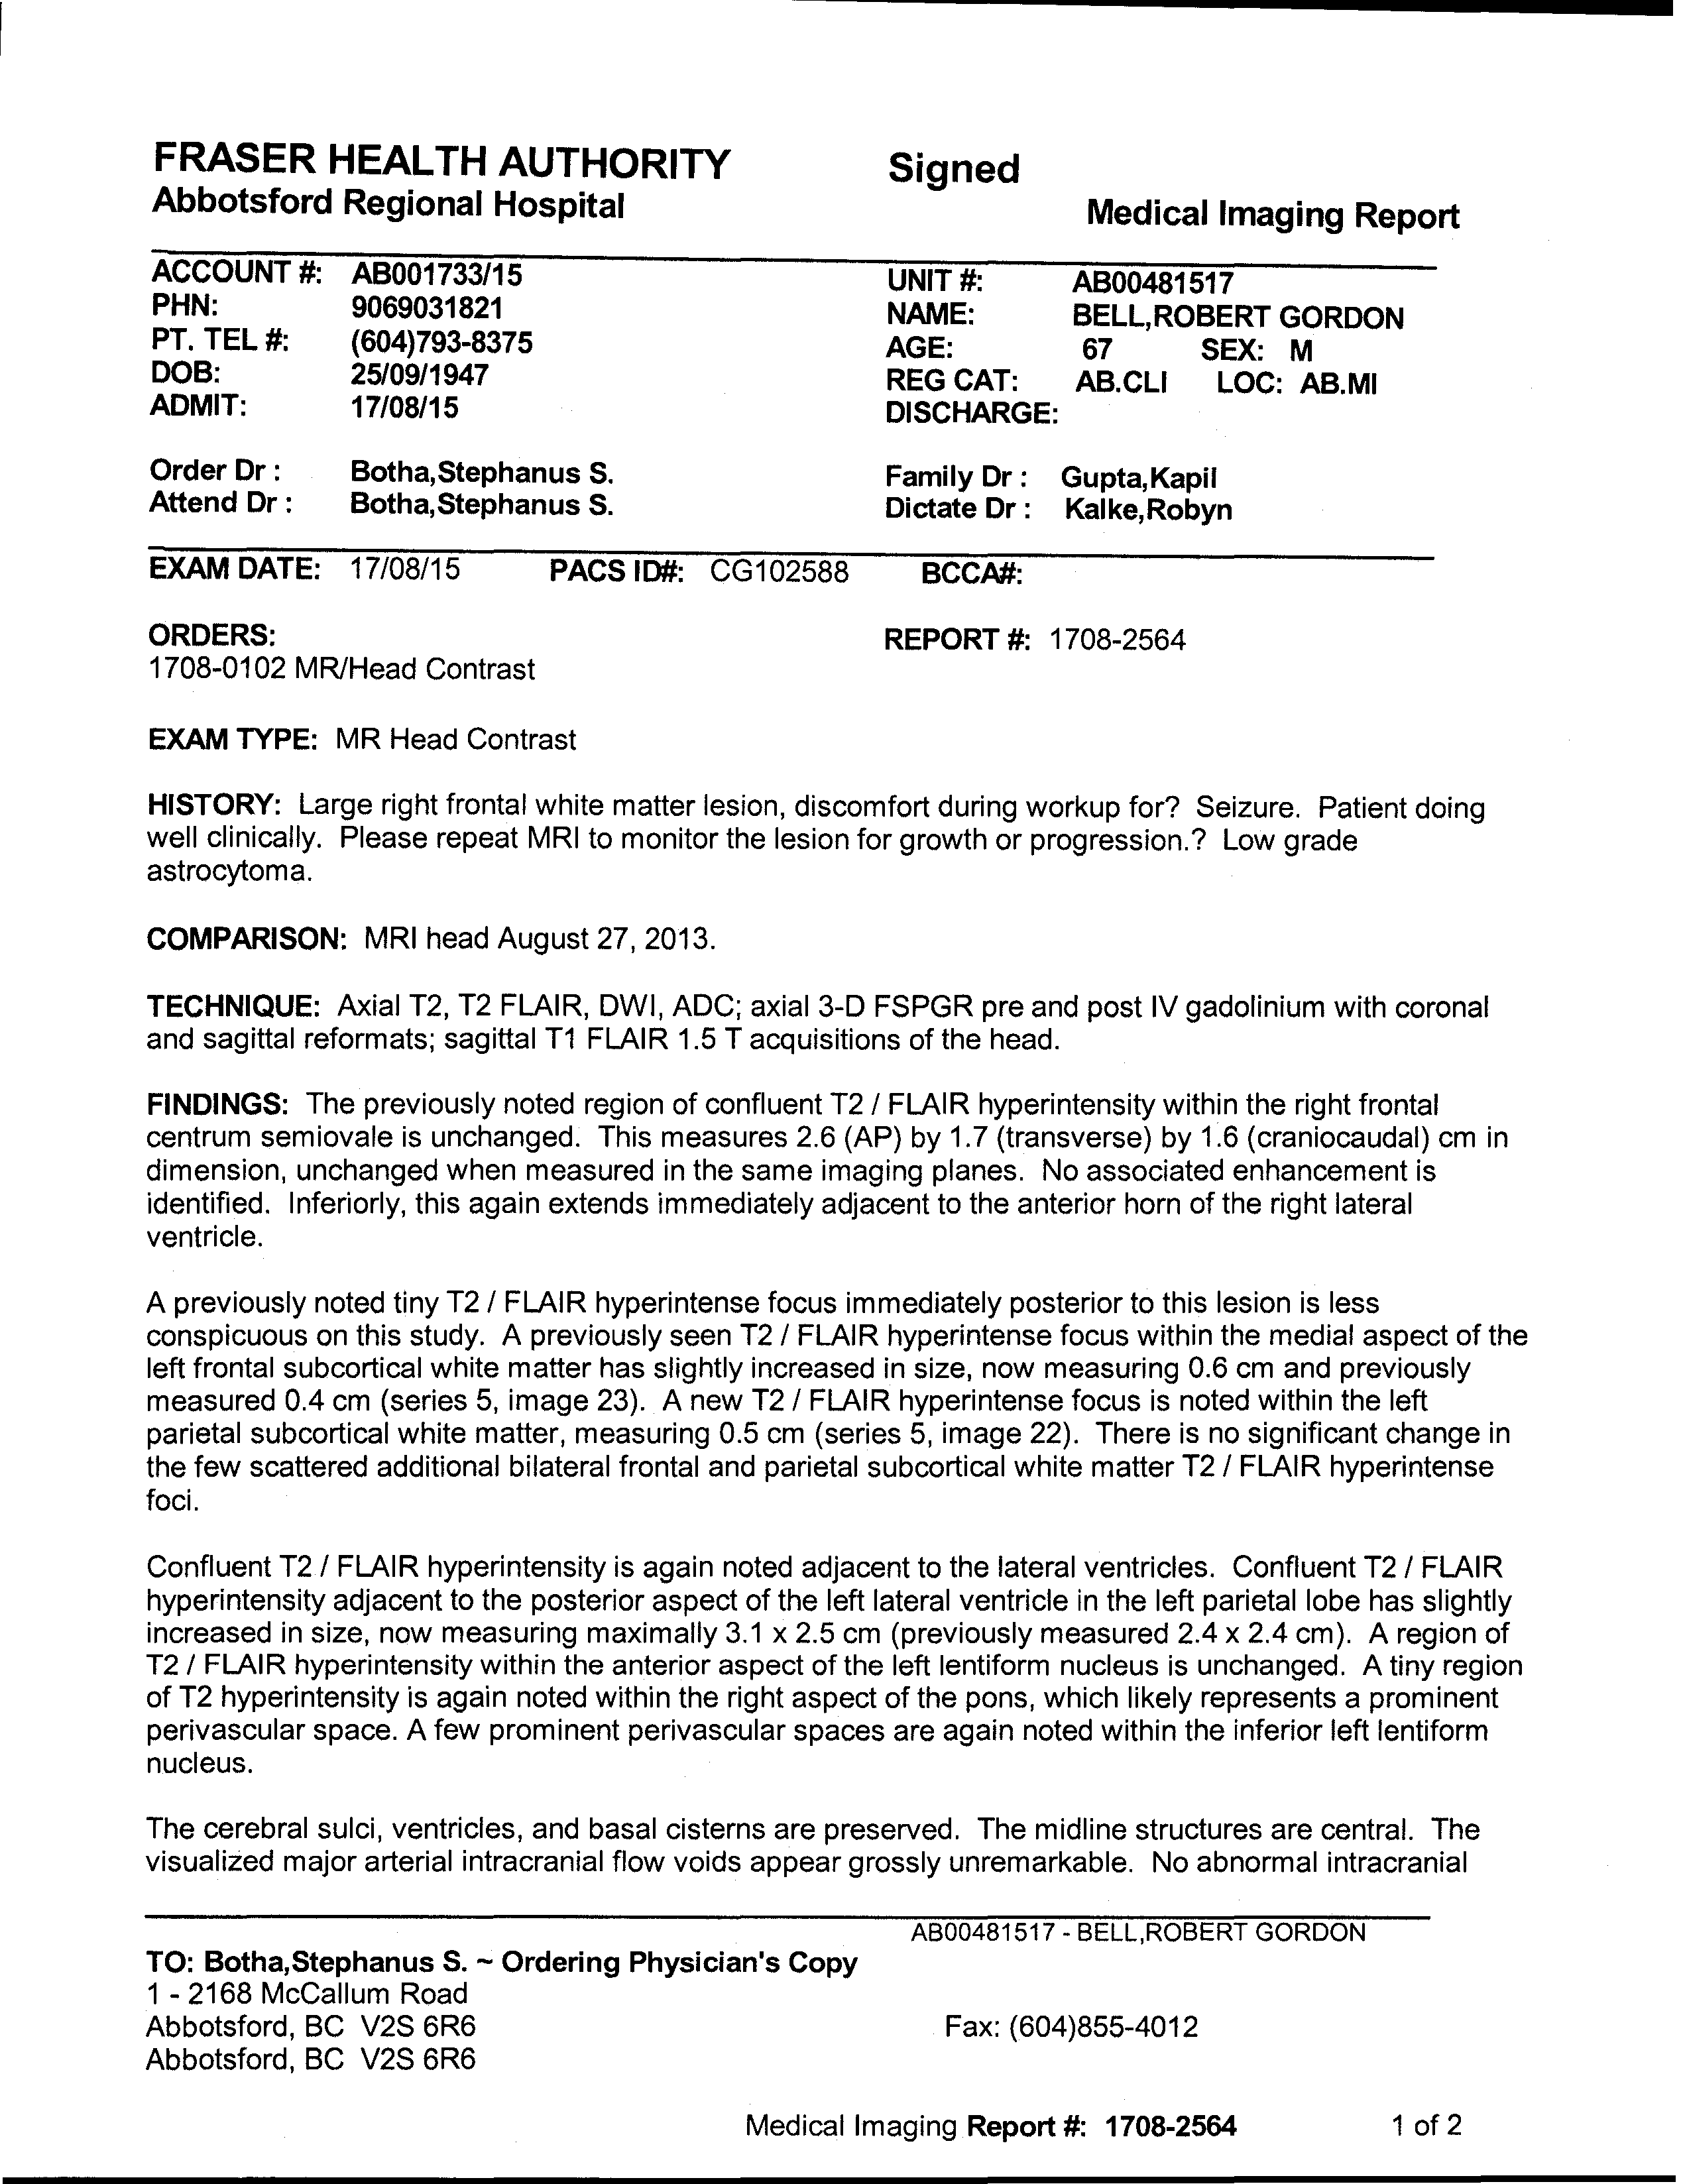 FRASER HEALTH AUTHORITY
Signed
Abbotsford Regional Hospital
Medical Imaging Report
ACCOUNT #: AB001733/15 UNIT #: AB00481517
PHN: 9069031821 NAME: BELL,ROBERT GORDON
PT. TEL #: (604)793-8375 AGE: 67 SEX: M
DOB: 25/09/1947 REG CAT: AB.CLI LOC: AB.MI
ADMIT: 17/08/15 DISCHARGE:
Order Dr : Botha,Stephanus S. Family Dr : Gupta,Kapil
Attend Dr : Botha,Stephanus S. Dictate Dr : Kalke,Robyn
EXAM DATE: 17/08/15 PACS ID#: CG102588 BCCA#:
ORDERS: REPORT #: 1708-2564
1708-0102 MR/Head Contrast
EXAM TYPE: MR Head Contrast
HISTORY: Large right frontal white matter lesion, discomfort during workup for? Seizure. Patient doing
well clinically. Please repeat MRI to monitor the lesion for growth or progression.? Low grade
astrocytoma.
COMPARISON: MRI head August 27, 2013.
TECHNIQUE: Axial T2, T2 FLAIR, DWI, ADC; axial 3-D FSPGR pre and post IV gadolinium with coronal
and sagittal reformats; sagittal T1 FLAIR 1.5 T acquisitions of the head.
FINDINGS: The previously noted region of confluent T2 / FLAIR hyperintensity within the right frontal
centrum semiovale is unchanged. This measures 2.6 (AP) by 1.7 (transverse) by 1.6 (craniocaudal) cm in
dimension, unchanged when measured in the same imaging planes. No associated enhancement is
identified. Inferiorly, this again extends immediately adjacent to the anterior horn of the right lateral
ventricle.
A previously noted tiny T2 / FLAIR hyperintense focus immediately posterior to this lesion is less
conspicuous on this study. A previously seen T2 / FLAIR hyperintense focus within the medial aspect of the
left frontal subcortical white matter has slightly increased in size, now measuring 0.6 cm and previously
measured 0.4 cm (series 5, image 23). A new T2 / FLAIR hyperintense focus is noted within the left
parietal subcortical white matter, measuring 0.5 cm (series 5, image 22). There is no significant change in
the few scattered additional bilateral frontal and parietal subcortical white matter T2 / FLAIR hyperintense
foci.
Confluent T2 / FLAIR hyperintensity is again noted adjacent to the lateral ventricles. Confluent T2 / FLAIR
hyperintensity adjacent to the posterior aspect of the left lateral ventricle in the left parietal lobe has slightly
increased in size, now measuring maximally 3.1 x 2.5 cm (previously measured 2.4 x 2.4 cm). A region of
T2 / FLAIR hyperintensity within the anterior aspect of the left lentiform nucleus is unchanged. A tiny region
of T2 hyperintensity is again noted within the right aspect of the pons, which likely represents a prominent
perivascular space. A few prominent perivascular spaces are again noted within the inferior left lentiform
nucleus.
The cerebral sulci, ventricles, and basal cisterns are preserved. The midline structures are central. The
visualized major arterial intracranial flow voids appear grossly unremarkable. No abnormal intracranial
AB00481517 - BELL,ROBERT GORDON
TO: Botha,Stephanus S. ~ Ordering Physician's Copy
1 - 2168 McCallum Road
Abbotsford, BC V2S 6R6 Fax: (604)855-4012
Abbotsford, BC V2S 6R6
Medical Imaging Report #: 1708-2564 1 of 2